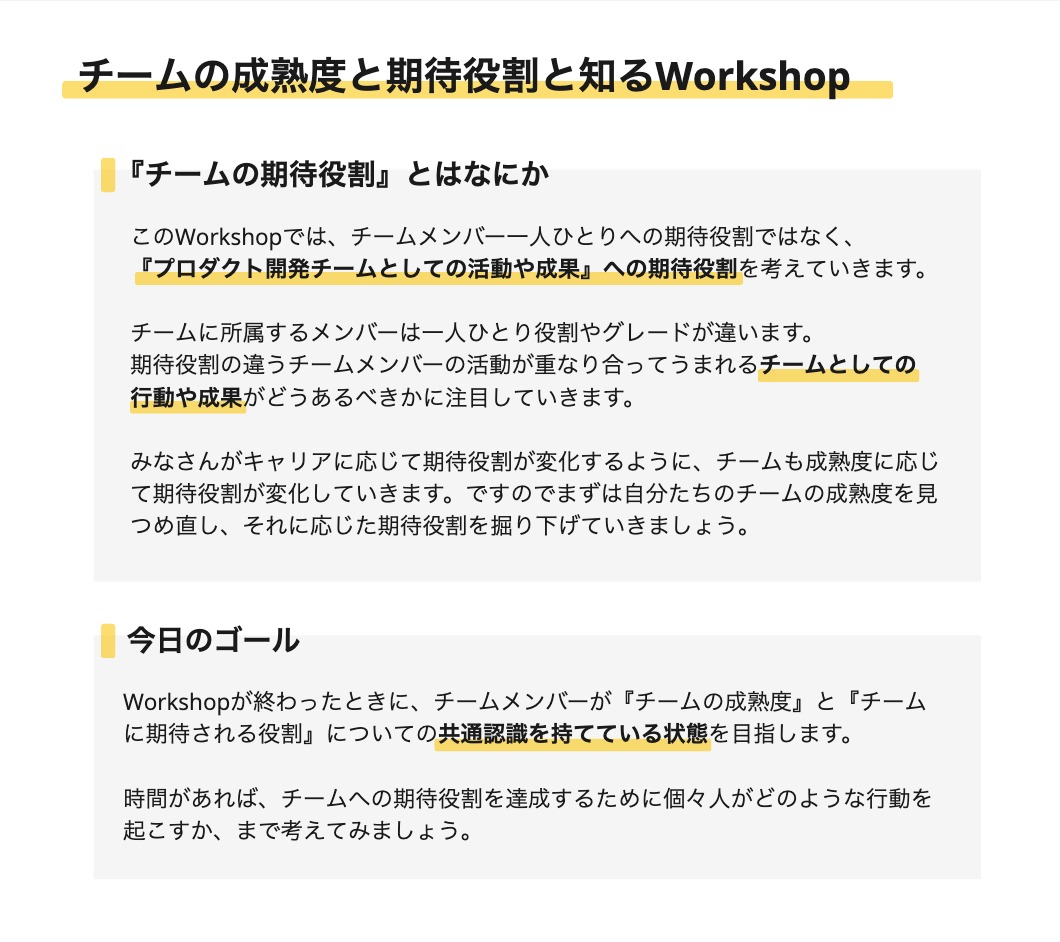 チームの成熟度と期待役割と知るWorkshop
『チームの期待役割』とはなにか
このWorkshopでは、チームメンバー一人ひとりへの期待役割ではなく、
『プロダクト開発チームとしての活動や成果』への期待役割を考えていきます。
チームに所属するメンバーは一人ひとり役割やグレードが違います。
期待役割の違うチームメンバーの活動が重なり合ってうまれるチームとしての
行動や成果がどうあるべきかに注目していきます。
みなさんがキャリアに応じて期待役割が変化するように、チームも成熟度に応じ
て期待役割が変化していきます。ですのでまずは自分たちのチームの成熟度を見
つめ直し、それに応じた期待役割を掘り下げていきましょう。
今日のゴール
Workshopが終わったときに、チームメンバーが『チームの成熟度』と『チーム
に期待される役割』についての共通認識を持てている状態を目指します。
時間があれば、チームへの期待役割を達成するために個々人がどのような行動を
起こすか、まで考えてみましょう。